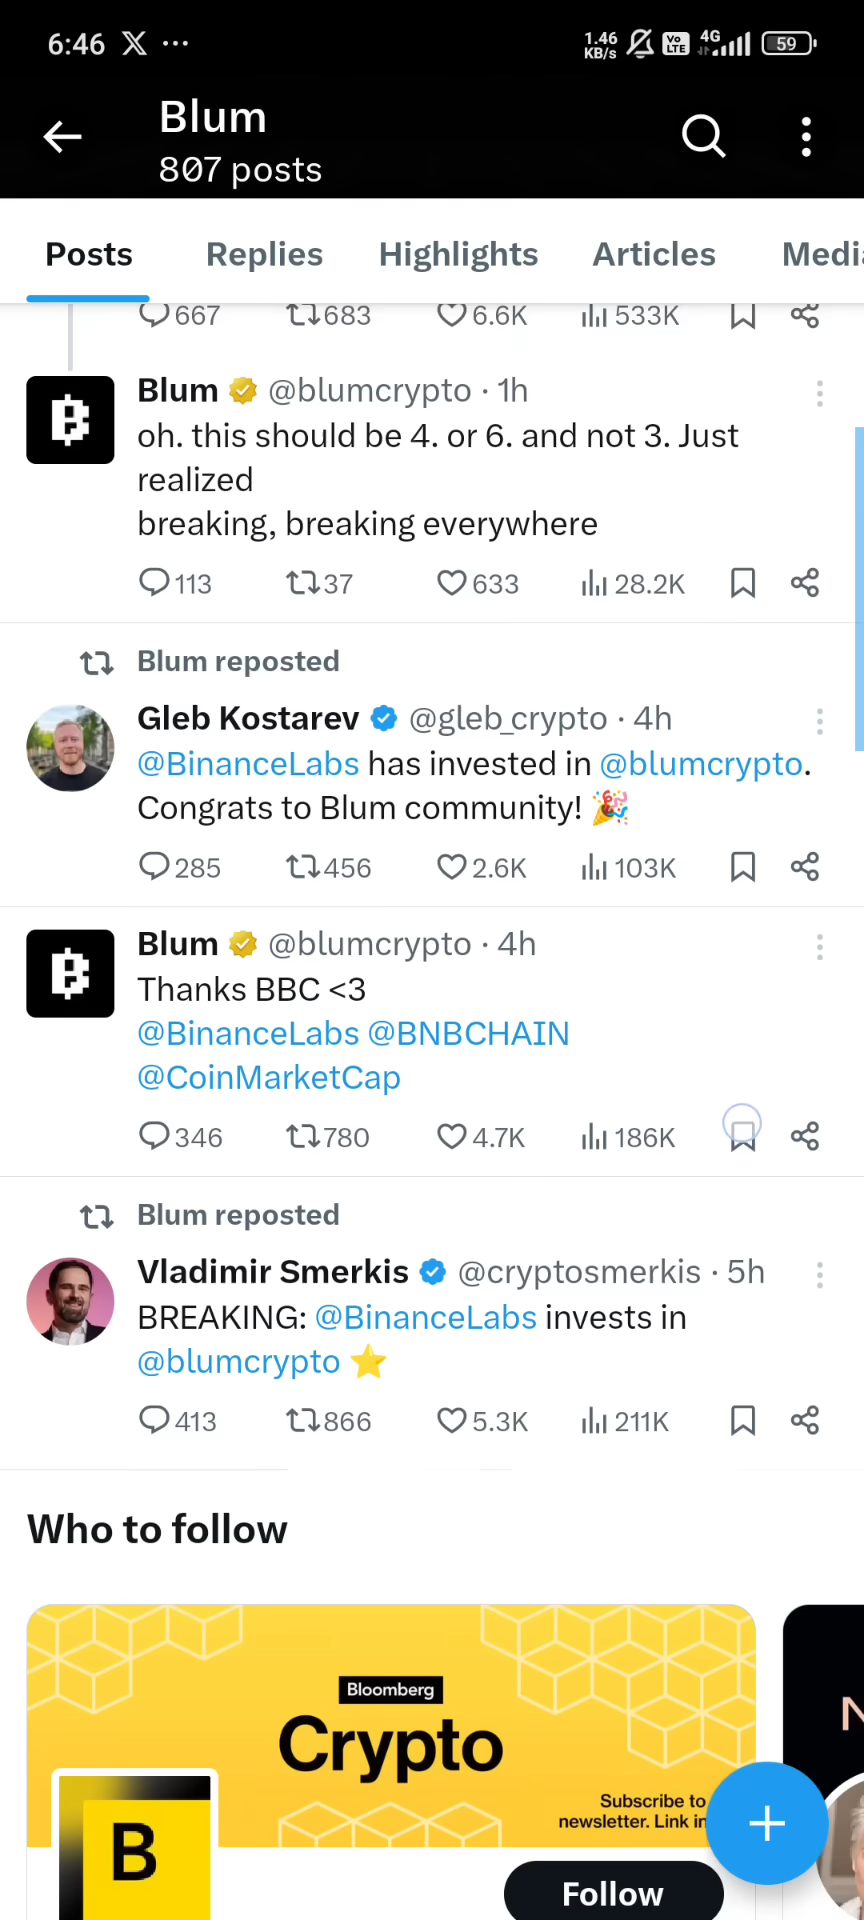 6:46
1.46 KB/s
Vo LTE
4G
59
Blum
807 posts
Posts Replies Highlights Articles Media
667 683 6.6K 533K
Blum @blumcrypto · 1h
oh. this should be 4. or 6. and not 3. Just
realized
breaking, breaking everywhere
113 37 633 28.2K
Blum reposted
Gleb Kostarev @gleb_crypto · 4h
@BinanceLabs has invested in @blumcrypto.
Congrats to Blum community! 🎉
285 456 2.6K 103K
Blum @blumcrypto · 4h
Thanks BBC <3
@BinanceLabs @BNBCHAIN
@CoinMarketCap
346 780 4.7K 186K
Blum reposted
Vladimir Smerkis @cryptosmerkis · 5h
BREAKING: @BinanceLabs invests in
@blumcrypto ⭐
413 866 5.3K 211K
Who to follow
Bloomberg
Crypto
Subscribe to
newsletter. Link in
B
N
Follow